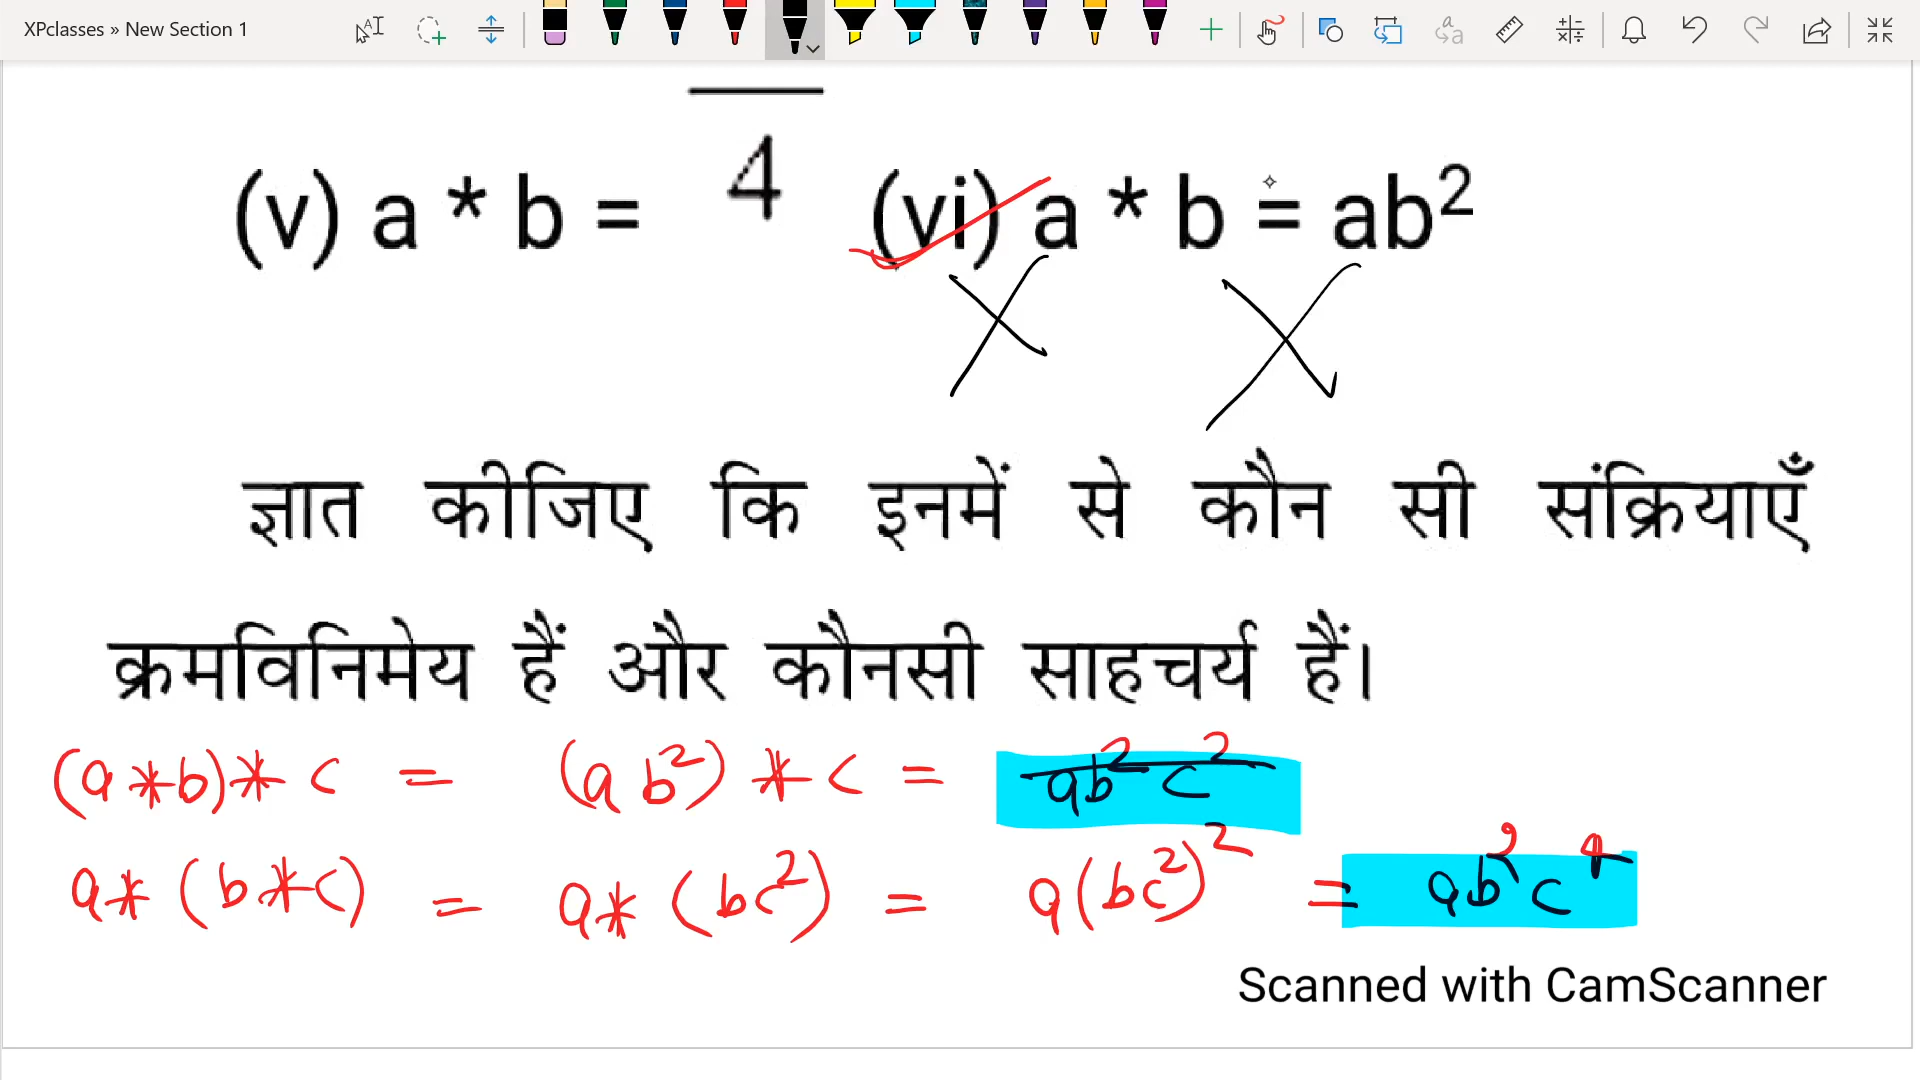 XPclasses » New Section 1
4
(v) a * b = (vi) a * b = ab²
ज्ञात कीजिए कि इनमें से कौन सी संक्रियाएँ
क्रमविनिमेय हैं और कौनसी साहचर्य हैं।
(a * b) * c = (ab²) * c = ab²c²
a * (b * c) = a * (bc²) = a(bc²)² = ab²c⁴
Scanned with CamScanner